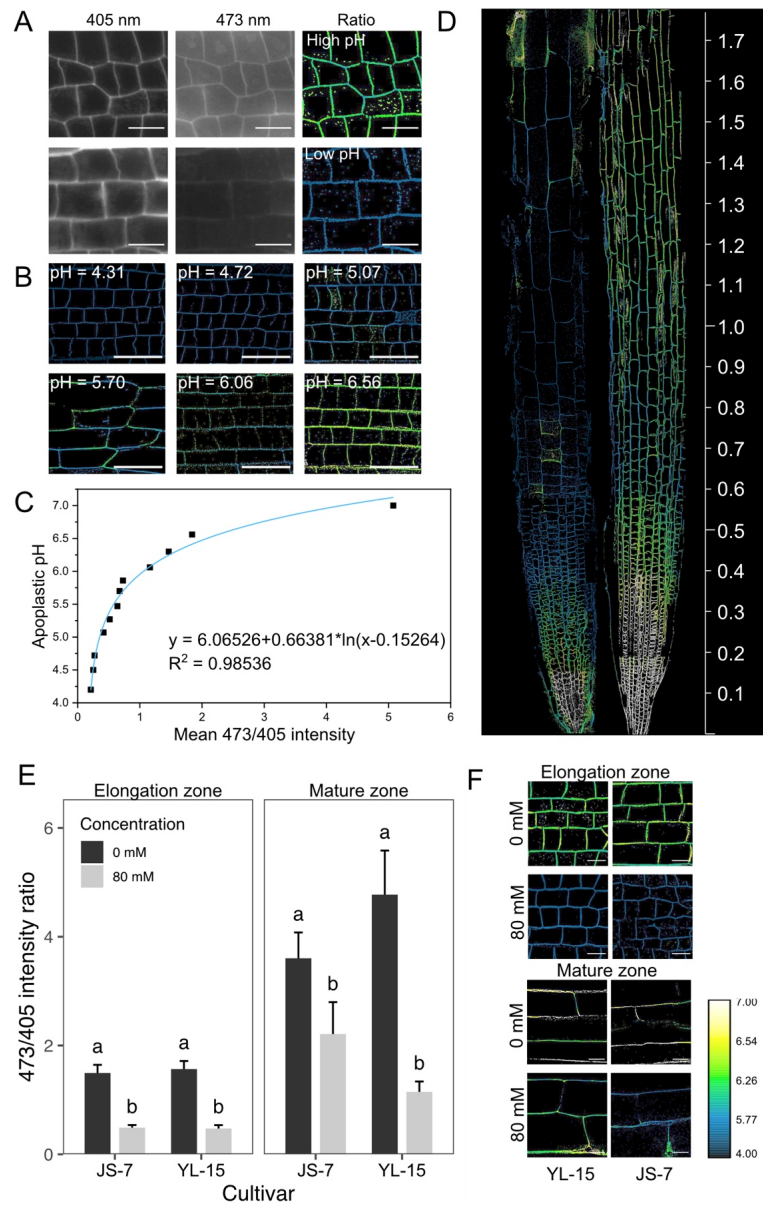 A
405 nm
473 nm
Ratio
High pH
Low pH
B
pH = 4.31
pH = 4.72
pH = 5.07
pH = 5.70
pH = 6.06
pH = 6.56
C
7.0
6.5
6.0
5.5
5.0
4.5
4.0
Apoplastic pH
y = 6.06526+0.66381*ln(x-0.15264)
R² = 0.98536
0 1 2 3 4 5 6
Mean 473/405 intensity
D
1.7
1.6
1.5
1.4
1.3
1.2
1.1
1.0
0.9
0.8
0.7
0.6
0.5
0.4
0.3
0.2
0.1
E
Elongation zone
Mature zone
Concentration
0 mM
80 mM
6
4
2
0
473/405 intensity ratio
a
b
a
b
a
b
a
b
JS-7
YL-15
JS-7
YL-15
Cultivar
F
Elongation zone
0 mM
80 mM
Mature zone
0 mM
80 mM
YL-15
JS-7
7.00
6.54
6.26
5.77
4.00